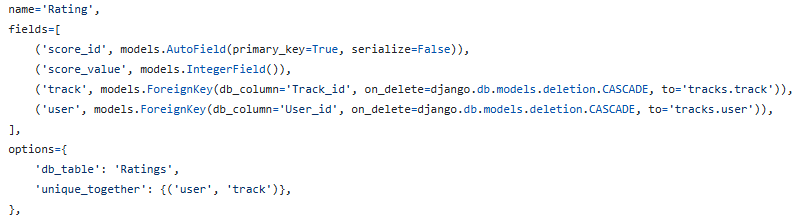 name='Rating',
fields=[
    ('score_id', models.AutoField(primary_key=True, serialize=False)),
    ('score_value', models.IntegerField()),
    ('track', models.ForeignKey(db_column='Track_id', on_delete=django.db.models.deletion.CASCADE, to='tracks.track')),
    ('user', models.ForeignKey(db_column='User_id', on_delete=django.db.models.deletion.CASCADE, to='tracks.user')),
],
options={
    'db_table': 'Ratings',
    'unique_together': {('user', 'track')},
},